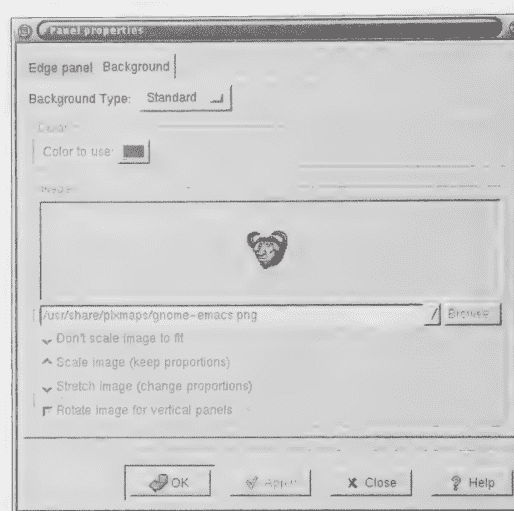 Panel properties
Edge panel Background
Background Type: Standard
Color
Color to use:
Image
/usr/share/pixmaps/gnome-emacs.png Browse
Don't scale image to fit
Scale image (keep proportions)
Stretch image (change proportions)
Rotate image for vertical panels
OK Apply Close Help